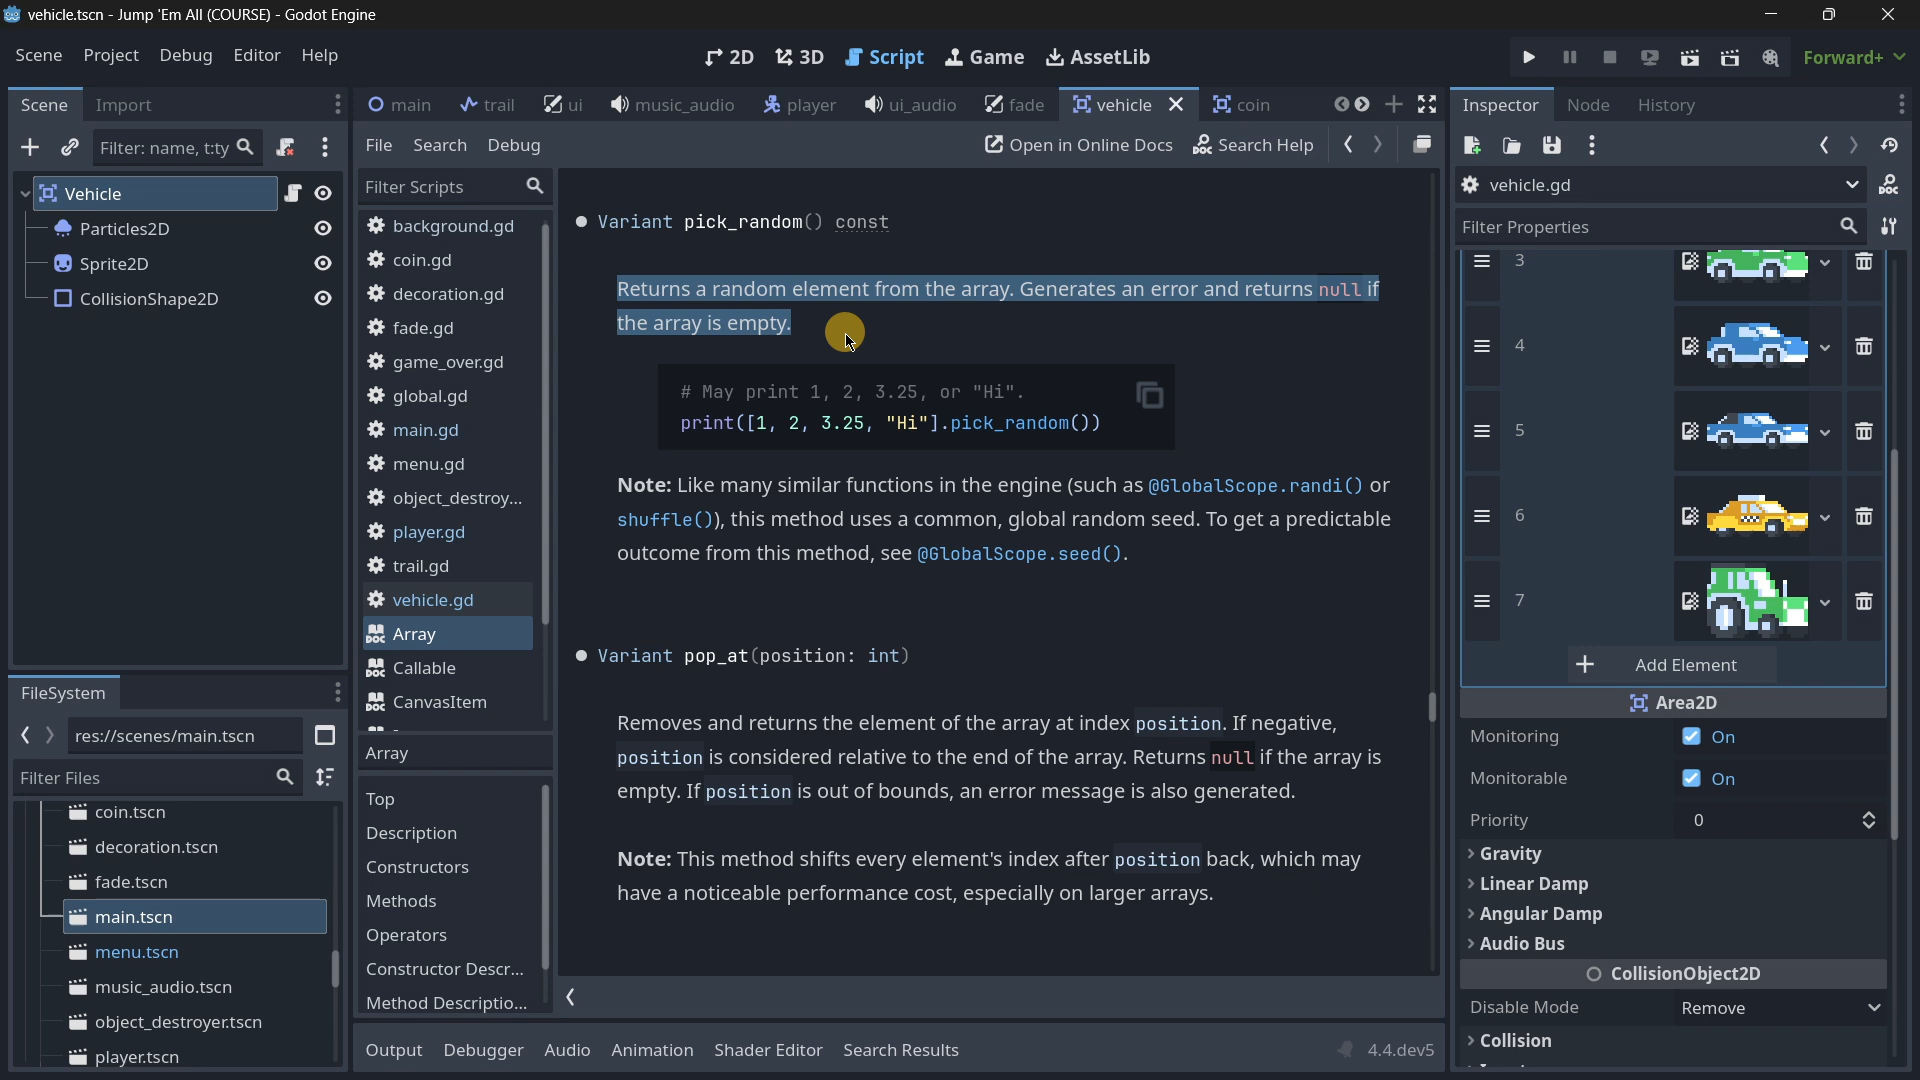 vehicle.tscn - Jump 'Em All (COURSE) - Godot Engine
Scene Project Debug Editor Help
2D 3D Script Game AssetLib
Forward+
Scene Import
main trail ui music_audio player ui_audio fade vehicle coin
Inspector Node History
Filter: name, t:ty
File Search Debug
Open in Online Docs Search Help
Vehicle
Particles2D
Sprite2D
CollisionShape2D
Filter Scripts
background.gd
coin.gd
decoration.gd
fade.gd
game_over.gd
global.gd
main.gd
menu.gd
object_destroy...
player.gd
trail.gd
vehicle.gd
Array
Callable
CanvasItem
Array
Top
Description
Constructors
Methods
Operators
Constructor Descr...
Method Descriptio...
Variant pick_random() const
Returns a random element from the array. Generates an error and returns null if
the array is empty.
# May print 1, 2, 3.25, or "Hi".
print([1, 2, 3.25, "Hi"].pick_random())
Note: Like many similar functions in the engine (such as @GlobalScope.randi() or
shuffle()), this method uses a common, global random seed. To get a predictable
outcome from this method, see @GlobalScope.seed().
Variant pop_at(position: int)
Removes and returns the element of the array at index position. If negative,
position is considered relative to the end of the array. Returns null if the array is
empty. If position is out of bounds, an error message is also generated.
Note: This method shifts every element's index after position back, which may
have a noticeable performance cost, especially on larger arrays.
vehicle.gd
Filter Properties
3
4
5
6
7
Add Element
Area2D
Monitoring On
Monitorable On
Priority 0
Gravity
Linear Damp
Angular Damp
Audio Bus
CollisionObject2D
Disable Mode Remove
Collision
FileSystem
res://scenes/main.tscn
Filter Files
coin.tscn
decoration.tscn
fade.tscn
main.tscn
menu.tscn
music_audio.tscn
object_destroyer.tscn
player.tscn
Output Debugger Audio Animation Shader Editor Search Results
4.4.dev5